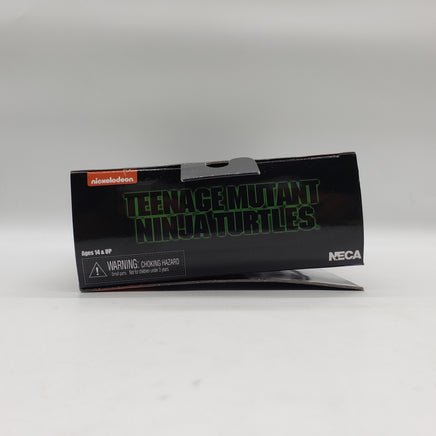 nickelodeon
TEENAGE MUTANT
NINJA TURTLES
Ages 14 & UP
WARNING: CHOKING HAZARD
Small parts. Not for children under 3 years.
NECA